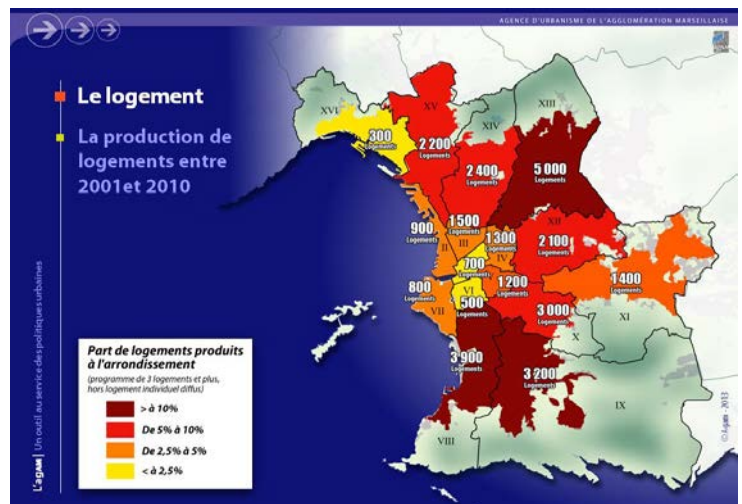 AGENCE D'URBANISME DE L'AGGLOMÉRATION MARSEILLAISE
Le logement
La production de
logements entre
2001et 2010
XVI
XV
XIV
XIII
300
Logements
2 200
Logements
2 400
Logements
5 000
Logements
900
Logements
II
1 500
Logements
III
1 300
Logements
IV
XII
2 100
Logements
700
Logements
1 400
Logements
800
Logements
VII
VI
500
Logements
1 200
Logements
3 000
Logements
XI
X
3 900
Logements
3 200
Logements
IX
VIII
Part de logements produits
à l'arrondissement
(programme de 3 logements et plus,
hors logement individuel diffus)
> à 10%
De 5% à 10%
De 2,5% à 5%
< à 2,5%
L'agAM | Un outil au service des politiques urbaines
© Agam - 2013